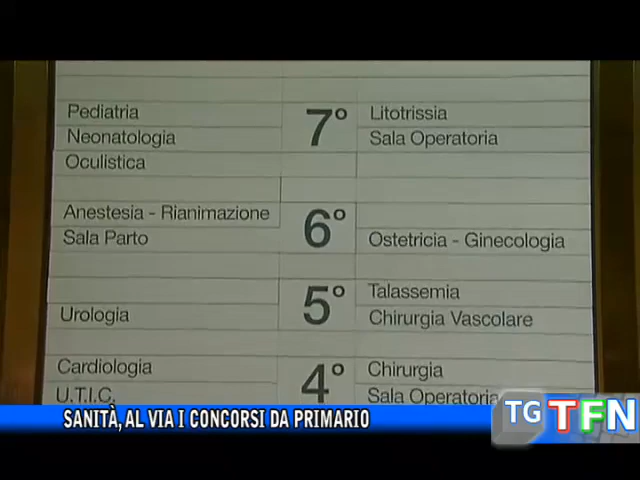 Pediatria
Neonatologia
Oculistica
7°
Litotrissia
Sala Operatoria
Anestesia - Rianimazione
Sala Parto
6°
Ostetricia - Ginecologia
Urologia
5°
Talassemia
Chirurgia Vascolare
Cardiologia
U.T.I.C.
4°
Chirurgia
Sala Operatoria
SANITÀ, AL VIA I CONCORSI DA PRIMARIO
TG TFN